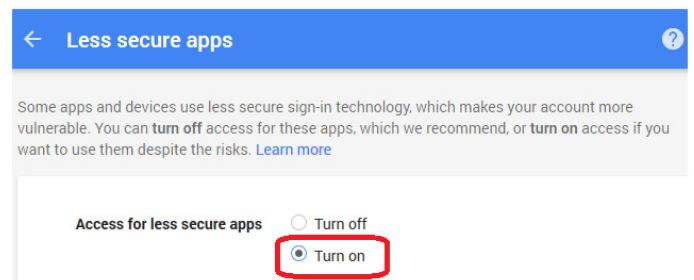 Less secure apps
Some apps and devices use less secure sign-in technology, which makes your account more
vulnerable. You can turn off access for these apps, which we recommend, or turn on access if you
want to use them despite the risks. Learn more
Access for less secure apps
Turn off
Turn on